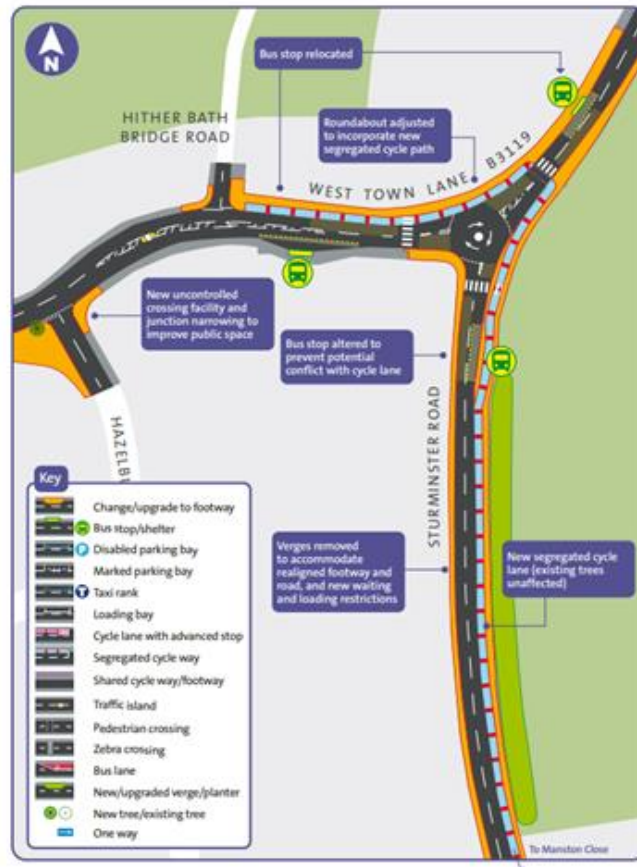 N
Bus stop relocated
HITHER BATH
BRIDGE ROAD
Roundabout adjusted
to incorporate new
segregated cycle path
WEST TOWN LANE B3119
New uncontrolled
crossing facility and
junction narrowing to
improve public space
Bus stop altered to
prevent potential
conflict with cycle lane
STURMINSTER ROAD
Verges removed
to accommodate
realigned footway and
road, and new waiting
and loading restrictions
New segregated cycle
lane (existing trees
unaffected)
Key
Change/upgrade to footway
Bus stop/shelter
P Disabled parking bay
Marked parking bay
T Taxi rank
Loading bay
Cycle lane with advanced stop
Segregated cycle way
Shared cycle way/footway
Traffic island
Pedestrian crossing
Zebra crossing
Bus lane
New/upgraded verge/planter
New tree/existing tree
One way
To Manston Close